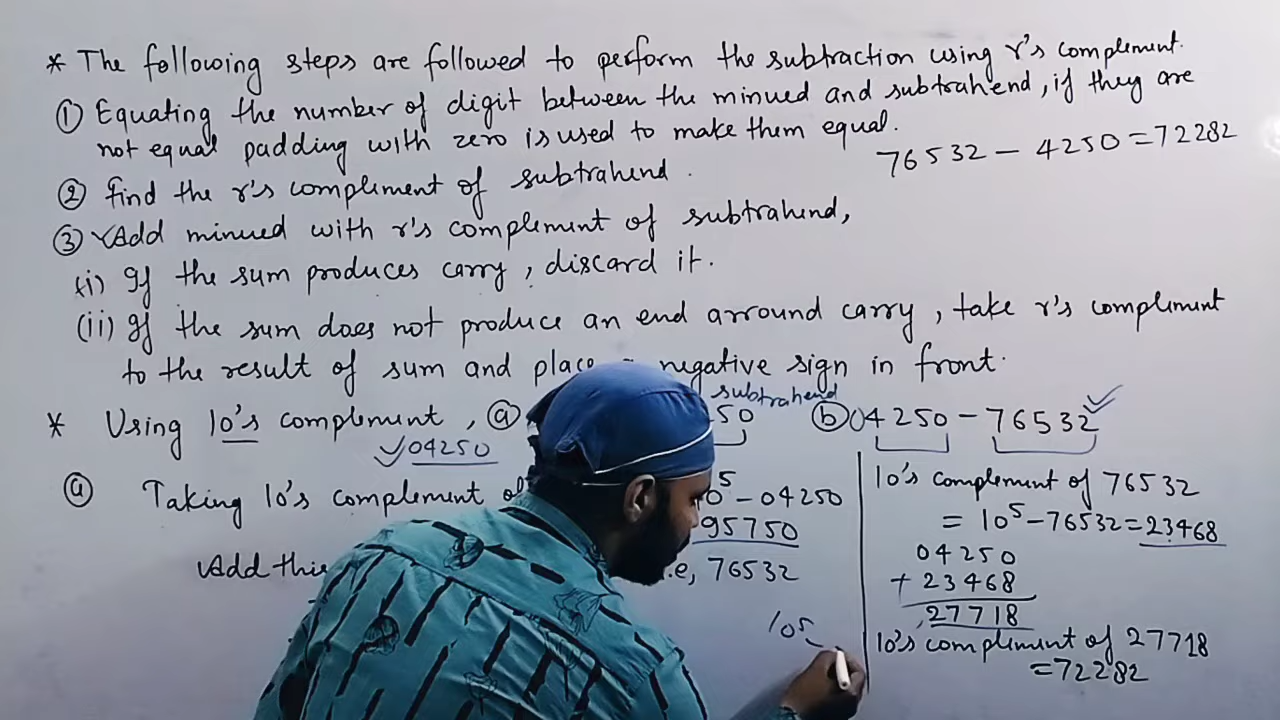 * The following steps are followed to perform the subtraction using r's complement.
① Equating the number of digit between the minued and subtrahend, if they are
not equal padding with zero is used to make them equal.
76532 - 4250 = 72282
② find the r's compliment of subtrahend.
③ Add minued with r's complement of subtrahend,
(i) If the sum produces carry, discard it.
(ii) If the sum does not produce an end arround carry, take r's compliment
to the result of sum and place negative sign in front.
subtrahend
* Using 10's complement, ⓐ 50
ⓑ 04250 - 76532
04250
ⓐ Taking 10's complement of 5 - 04250
95750
Add this i.e, 76532
10⁵ -
10's complement of 76532
= 10⁵ - 76532 = 23468
04250
+ 23468
27718
10's compliment of 27718
= 72282